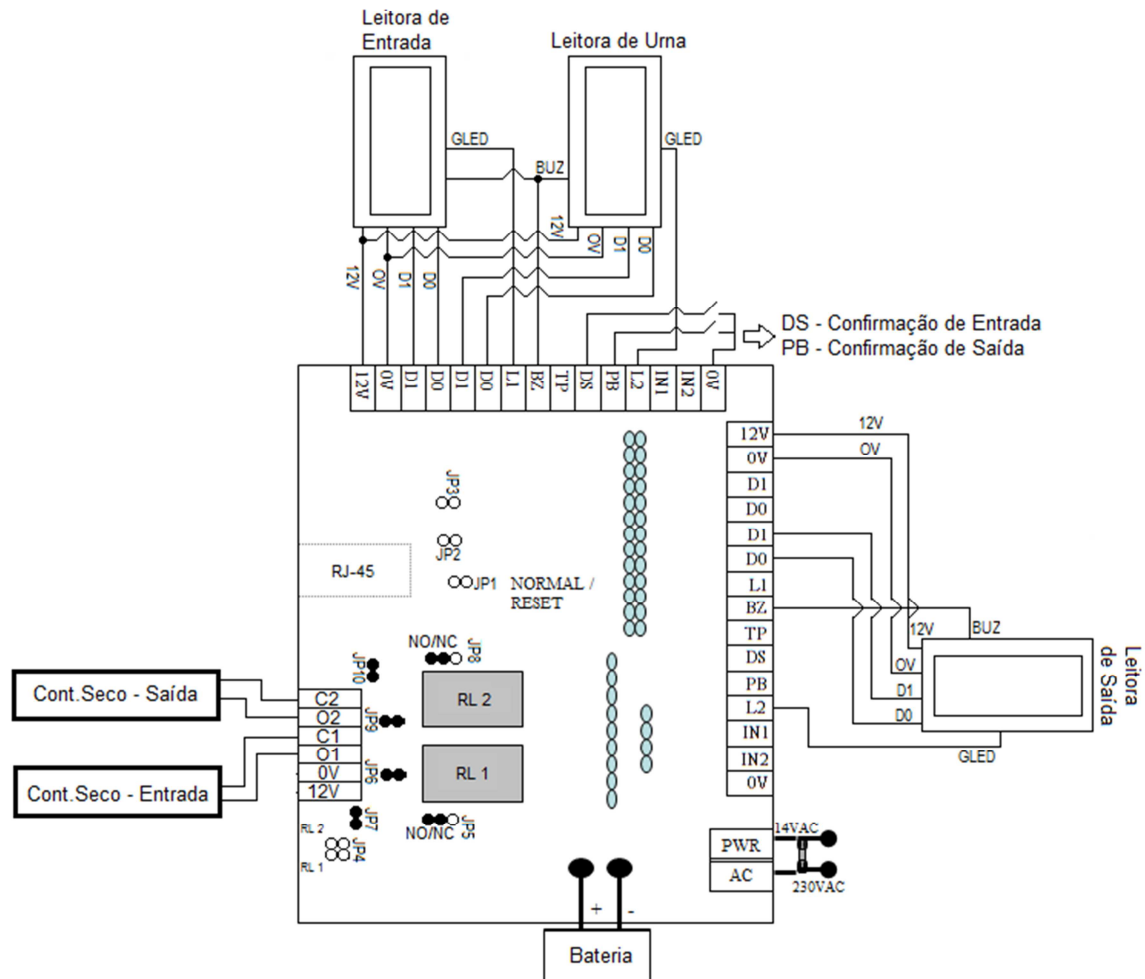 Leitora de
Entrada
Leitora de Urna
GLED
GLED
BUZ
12V
OV
D1
D0
12V
OV
D1
D0
DS - Confirmação de Entrada
PB - Confirmação de Saída
12V
0V
D1
D0
D1
D0
L1
BZ
TP
DS
PB
L2
IN1
IN2
0V
12V
0V
D1
D0
D1
D0
L1
BZ
TP
DS
PB
L2
IN1
IN2
0V
12V
OV
12V
BUZ
OV
D1
D0
GLED
Leitora
de Saída
JP3
JP2
JP1
NORMAL /
RESET
RJ-45
NO/NC
JP8
JP10
RL 2
Cont.Seco - Saída
C2
O2
C1
O1
0V
12V
JP9
JP6
RL 1
Cont.Seco - Entrada
JP7
NO/NC
JP5
RL 2
JP4
RL 1
PWR
AC
14VAC
230VAC
+
-
Bateria